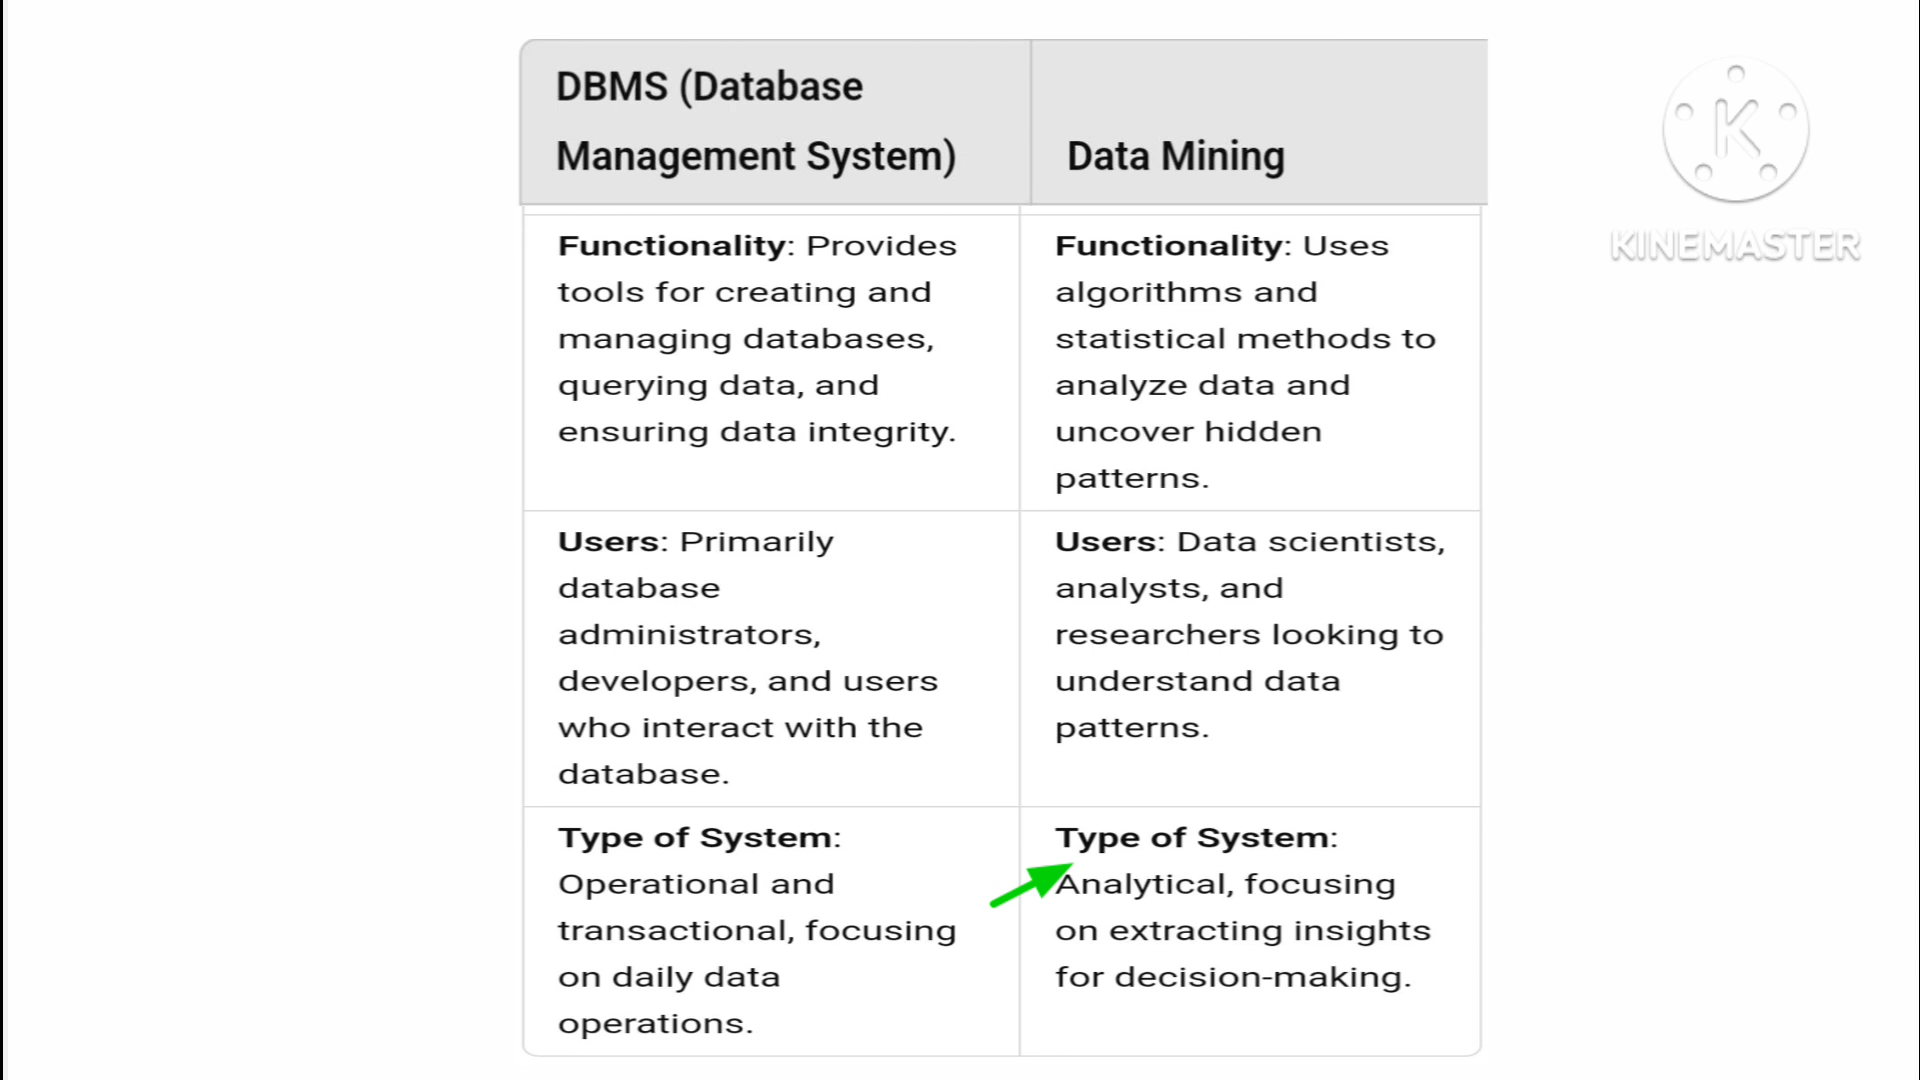 DBMS (Database
Management System)
Data Mining
Functionality: Provides
tools for creating and
managing databases,
querying data, and
ensuring data integrity.
Functionality: Uses
algorithms and
statistical methods to
analyze data and
uncover hidden
patterns.
Users: Primarily
database
administrators,
developers, and users
who interact with the
database.
Users: Data scientists,
analysts, and
researchers looking to
understand data
patterns.
Type of System:
Operational and
transactional, focusing
on daily data
operations.
Type of System:
Analytical, focusing
on extracting insights
for decision-making.
K
KINEMASTER